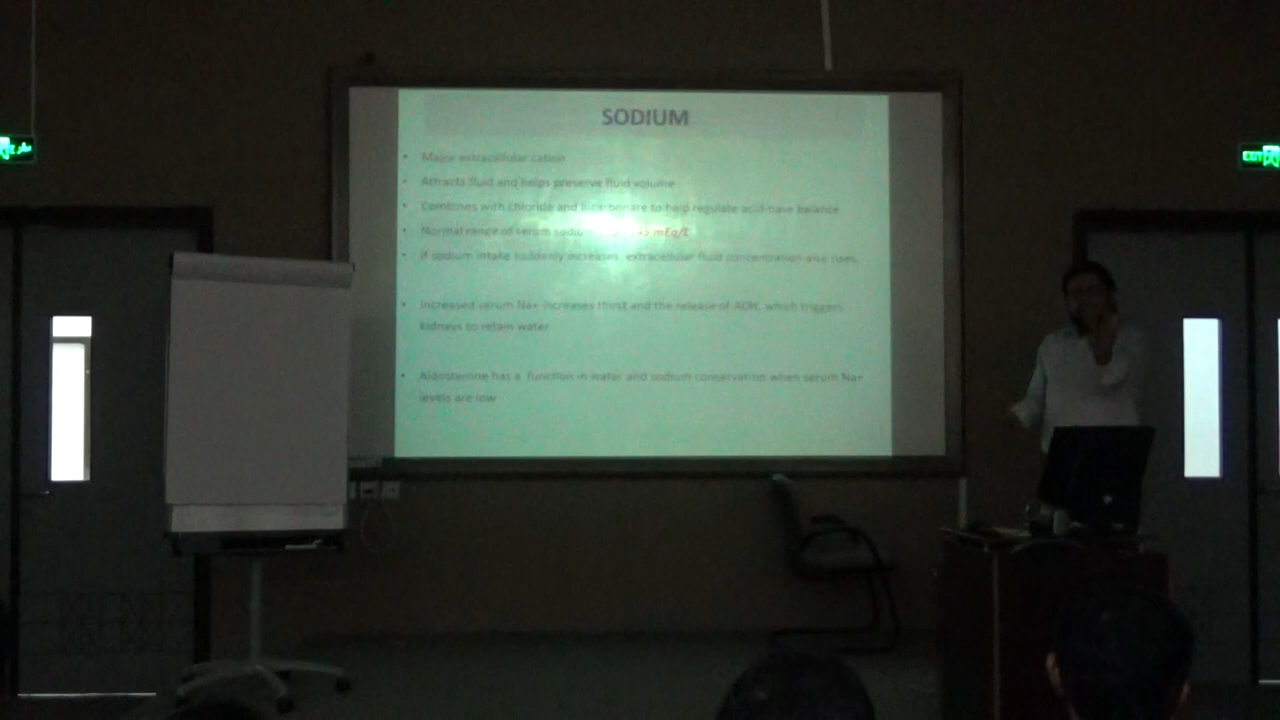 SODIUM
• Major extracellular cation
• Attracts fluid and helps preserve fluid volume
• Combines with chloride and bicarbonate to help regulate acid-base balance
• Normal range of serum sodium 45 mEq/L
• If sodium intake suddenly increases, extracellular fluid concentration also rises.
• Increased serum Na+ increases thirst and the release of ADH, which triggers
kidneys to retain water
• Aldosterone has a function in water and sodium conservation when serum Na+
levels are low
EXIT